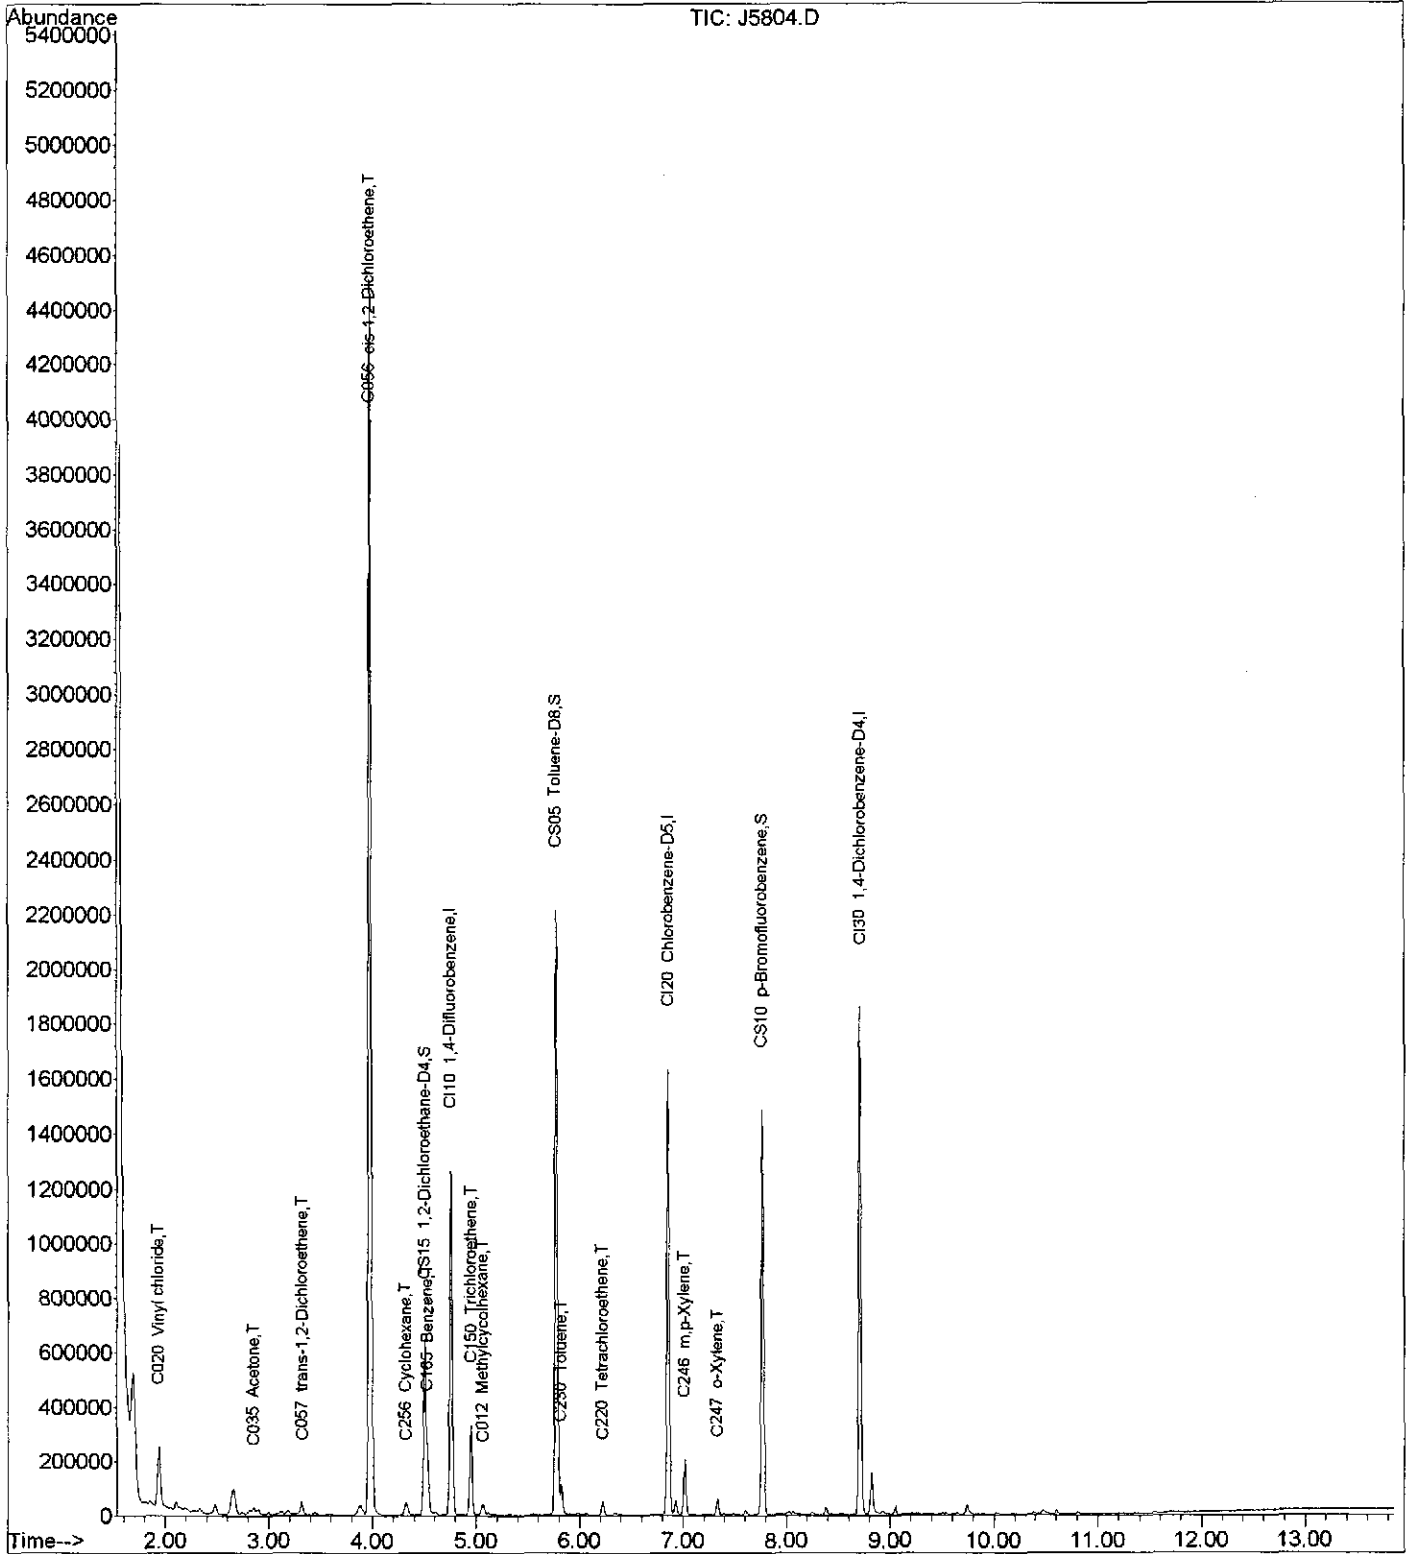 Abundance
TIC: J5804.D
5400000
5200000
5000000
4800000
4600000
4400000
4200000
4000000
3800000
3600000
3400000
3200000
3000000
2800000
2600000
2400000
2200000
2000000
1800000
1600000
1400000
1200000
1000000
800000
600000
400000
200000
0
C020 Vinyl chloride,T
C035 Acetone,T
C057 trans-1,2-Dichloroethene,T
C056 cis-1,2-Dichloroethene,T
C256 Cyclohexane,T
C165 Benzene,T
CS15 1,2-Dichloroethane-D4,S
CI10 1,4-Difluorobenzene,I
C150 Trichloroethene,T
C012 Methylcycolhexane,T
CS05 Toluene-D8,S
C230 Toluene,T
C220 Tetrachloroethene,T
CI20 Chlorobenzene-D5,I
C246 m,p-Xylene,T
C247 o-Xylene,T
CS10 p-Bromofluorobenzene,S
CI30 1,4-Dichlorobenzene-D4,I
Time--> 2.00 3.00 4.00 5.00 6.00 7.00 8.00 9.00 10.00 11.00 12.00 13.00